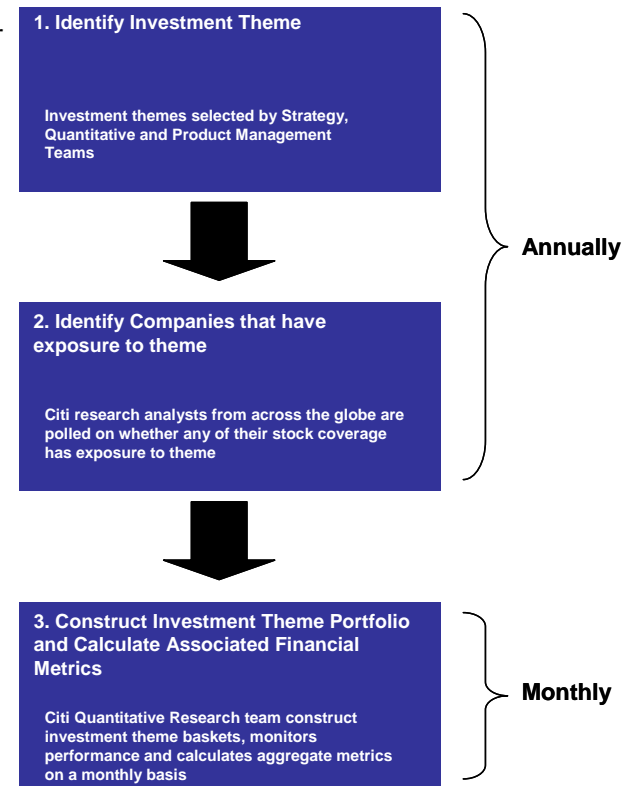 1. Identify Investment Theme
Investment themes selected by Strategy,
Quantitative and Product Management
Teams
Annually
2. Identify Companies that have
exposure to theme
Citi research analysts from across the globe are
polled on whether any of their stock coverage
has exposure to theme
3. Construct Investment Theme Portfolio
and Calculate Associated Financial
Metrics
Monthly
Citi Quantitative Research team construct
investment theme baskets, monitors
performance and calculates aggregate metrics
on a monthly basis